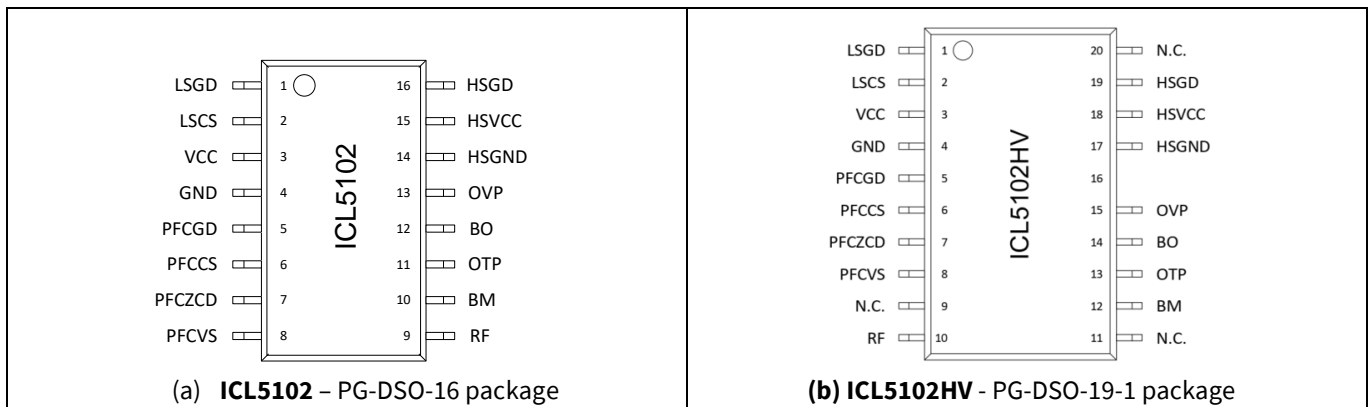 LSGD 1 16 HSGD
LSCS 2 15 HSVCC
VCC 3 14 HSGND
GND 4 13 OVP
PFCGD 5 12 BO
PFCCS 6 11 OTP
PFCZCD 7 10 BM
PFCVS 8 9 RF
ICL5102
(a) ICL5102 – PG-DSO-16 package
LSGD 1 20 N.C.
LSCS 2 19 HSGD
VCC 3 18 HSVCC
GND 4 17 HSGND
PFCGD 5 16
PFCCS 6 15 OVP
PFCZCD 7 14 BO
PFCVS 8 13 OTP
N.C. 9 12 BM
RF 10 11 N.C.
ICL5102HV
(b) ICL5102HV - PG-DSO-19-1 package